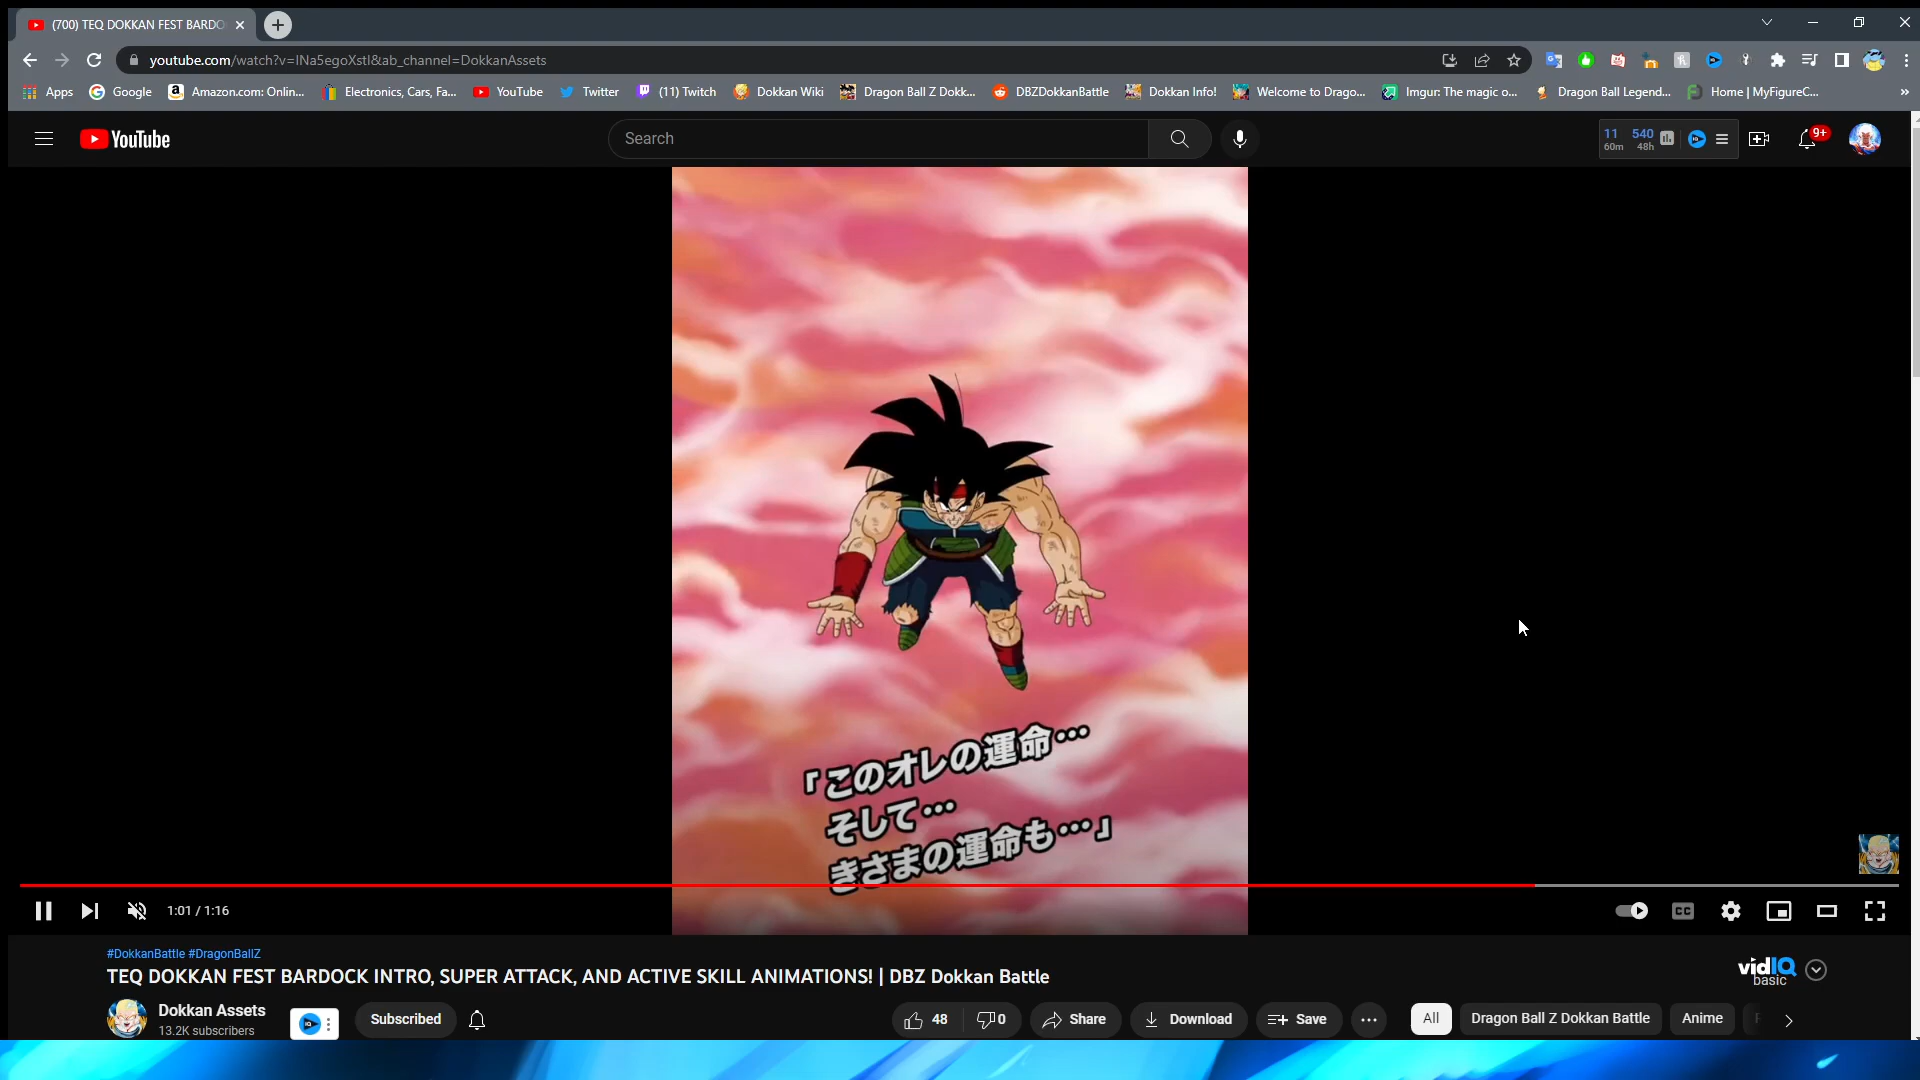 (700) TEQ DOKKAN FEST BARDO
youtube.com/watch?v=INa5egoXstI&ab_channel=DokkanAssets
Apps
Google
Amazon.com: Onlin...
Electronics, Cars, Fa...
YouTube
Twitter
(11) Twitch
Dokkan Wiki
Dragon Ball Z Dokk...
DBZDokkanBattle
Dokkan Info!
Welcome to Drago...
Imgur: The magic o...
Dragon Ball Legend...
Home | MyFigureC...
YouTube
Search
11 540
60m 48h
9+
「このオレの運命…
そして…
きさまの運命も…」
1:01 / 1:16
CC
#DokkanBattle #DragonBallZ
TEQ DOKKAN FEST BARDOCK INTRO, SUPER ATTACK, AND ACTIVE SKILL ANIMATIONS! | DBZ Dokkan Battle
vidIQ
basic
Dokkan Assets
13.2K subscribers
Subscribed
48
0
Share
Download
Save
All
Dragon Ball Z Dokkan Battle
Anime